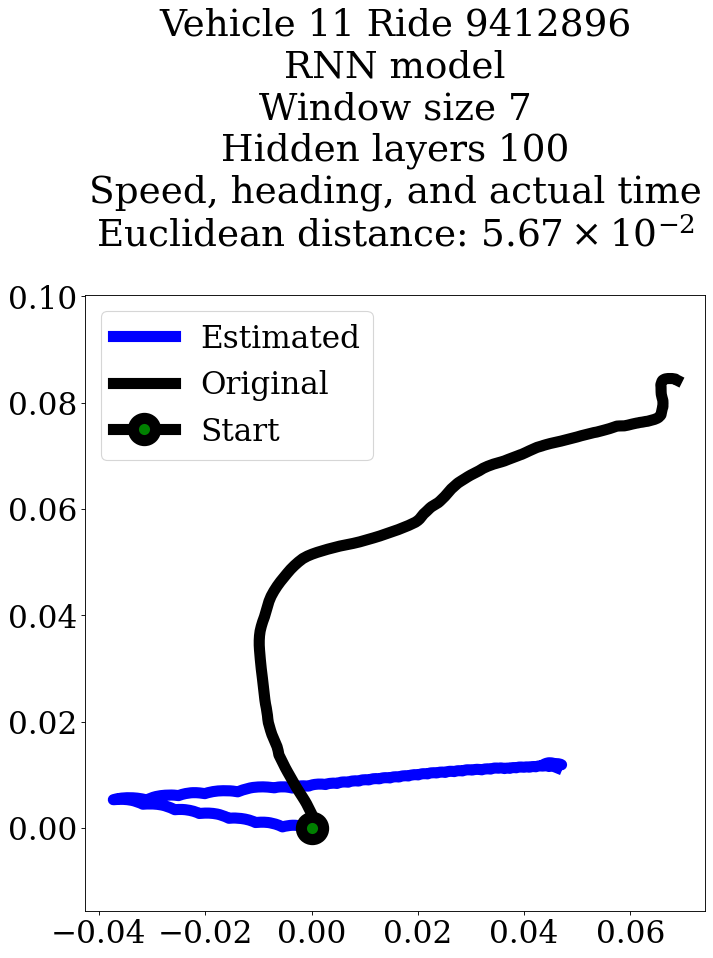 Vehicle 11 Ride 9412896
RNN model
Window size 7
Hidden layers 100
Speed, heading, and actual time
Euclidean distance: 5.67 × 10⁻²
0.10
0.08
0.06
0.04
0.02
0.00
Estimated
Original
Start
−0.04 −0.02 0.00 0.02 0.04 0.06